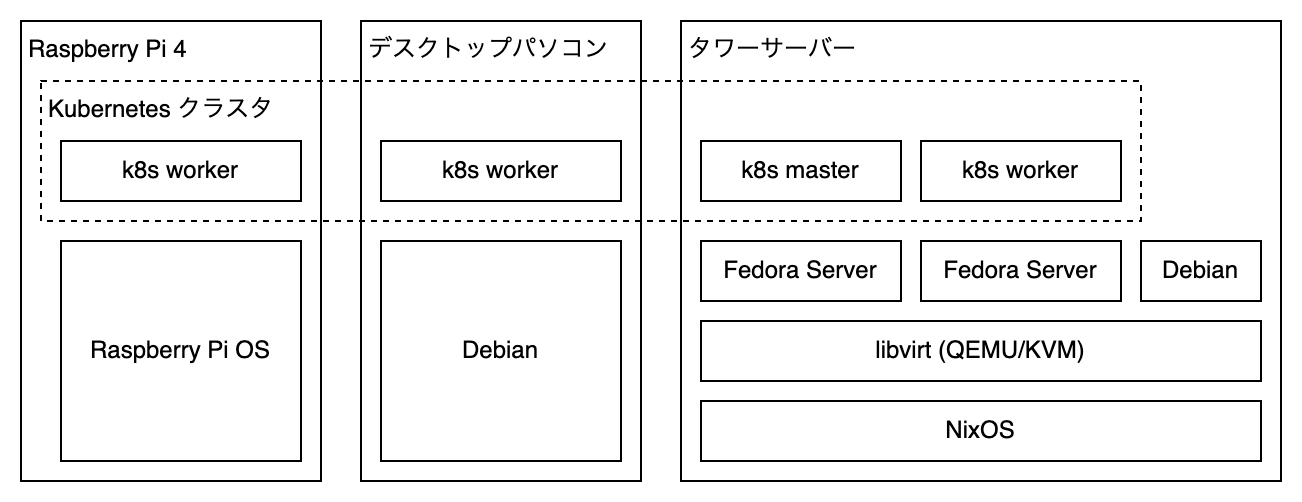 Raspberry Pi 4
デスクトップパソコン
タワーサーバー
Kubernetes クラスタ
k8s worker
k8s worker
k8s master
k8s worker
Raspberry Pi OS
Debian
Fedora Server
Fedora Server
Debian
libvirt (QEMU/KVM)
NixOS